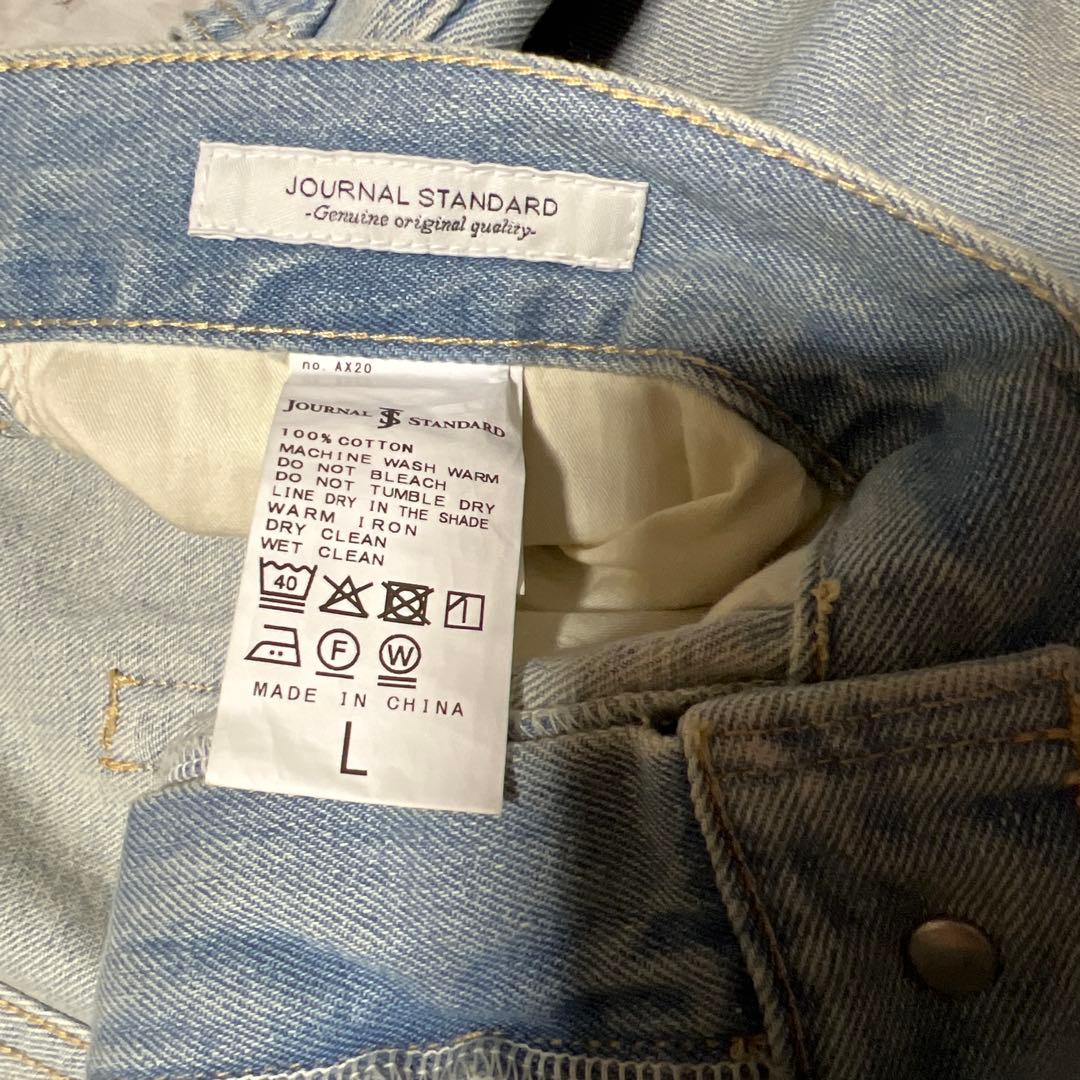 JOURNAL STANDARD
-Genuine original quality-
no. AX20
JOURNAL JS STANDARD
100% COTTON
MACHINE WASH WARM
DO NOT BLEACH
DO NOT TUMBLE DRY
LINE DRY IN THE SHADE
WARM IRON
DRY CLEAN
WET CLEAN
40
F W
MADE IN CHINA
L